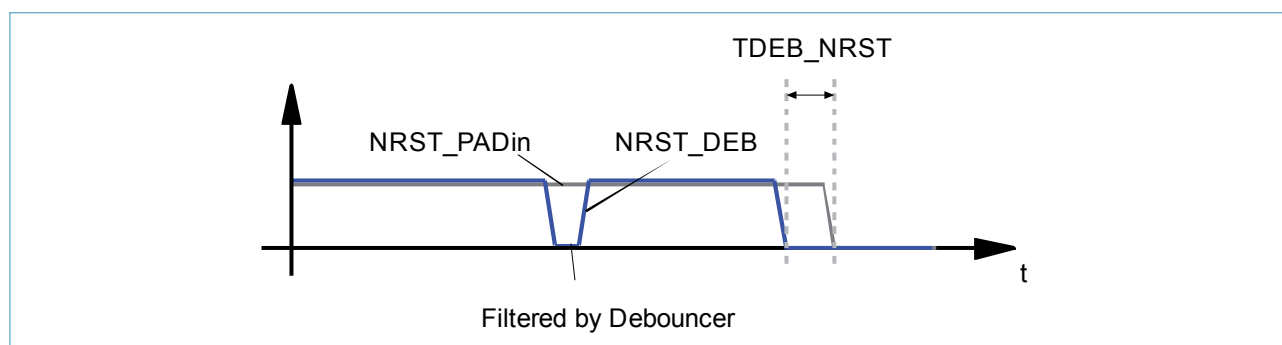 TDEB_NRST
NRST_PADin
NRST_DEB
t
Filtered by Debouncer